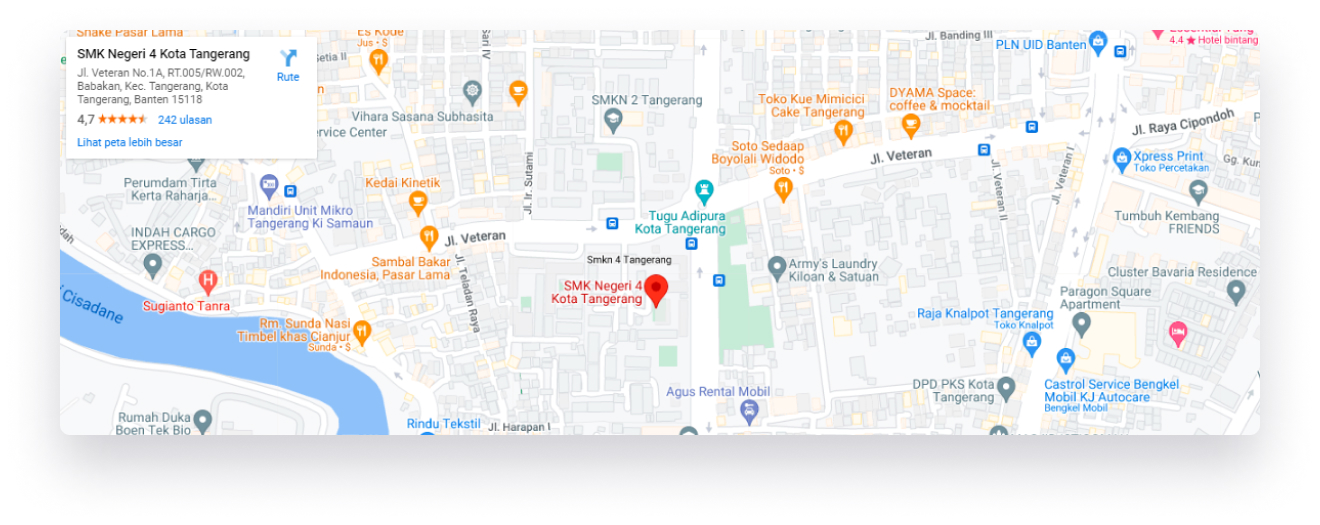 Snake Pasar Lama
SMK Negeri 4 Kota Tangerang
Jl. Veteran No.1A, RT.005/RW.002,
Babakan, Kec. Tangerang, Kota
Tangerang, Banten 15118
4,7
242 ulasan
Lihat peta lebih besar
Rute
Es Kode
Jus • $
Setia II
ervice Center
Vihara Sasana Subhasita
SMKN 2 Tangerang
Jl. Banding III
PLN UID Banten
4.4 ★ Hotel bintang
Toko Kue Mimicici
Cake Tangerang
DYAMA Space:
coffee & mocktail
Soto Sedaap
Boyolali Widodo
Soto • $
Jl. Veteran
Jl. Raya Cipondoh
Xpress Print
Toko Percetakan
Gg. Kur
Jl. Veteran I
Jl. Veteran II
Tumbuh Kembang
FRIENDS
Perumdam Tirta
Kerta Raharja...
Mandiri Unit Mikro
Tangerang Ki Samaun
Kedai Kinetik
Jl. Ir. Sutami
Tugu Adipura
Kota Tangerang
INDAH CARGO
EXPRESS...
Jl. Veteran
Sambal Bakar
Indonesia, Pasar Lama
Jl. Teladan Raya
Smkn 4 Tangerang
SMK Negeri 4
Kota Tangerang
Army's Laundry
Kiloan & Satuan
Cluster Bavaria Residence
Paragon Square
Apartment
Cisadane
Sugianto Tanra
Rm. Sunda Nasi
Timbel khas Cianjur
Sunda • $
Raja Knalpot Tangerang
Toko Knalpot
Agus Rental Mobil
DPD PKS Kota
Tangerang
Castrol Service Bengkel
Mobil KJ Autocare
Bengkel Mobil
Rumah Duka
Boen Tek Bio
Rindu Tekstil
Jl. Harapan I